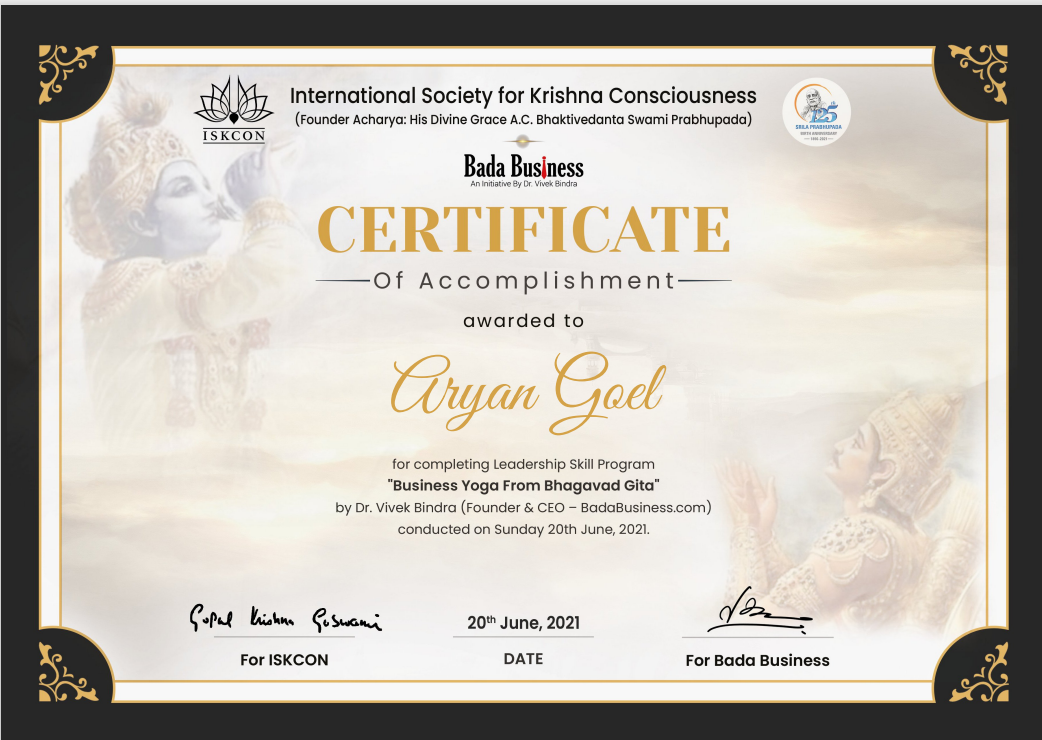 International Society for Krishna Consciousness
(Founder Acharya: His Divine Grace A.C. Bhaktivedanta Swami Prabhupada)
ISKCON
125
SRILA PRABHUPADA
BIRTH ANNIVERSARY
Bada Business
An Initiative By Dr. Vivek Bindra
CERTIFICATE
Of Accomplishment
awarded to
Aryan Goel
for completing Leadership Skill Program
"Business Yoga From Bhagavad Gita"
by Dr. Vivek Bindra (Founder & CEO – BadaBusiness.com)
conducted on Sunday 20th June, 2021.
Gopal Krishna Goswami
20th June, 2021
For ISKCON
DATE
For Bada Business